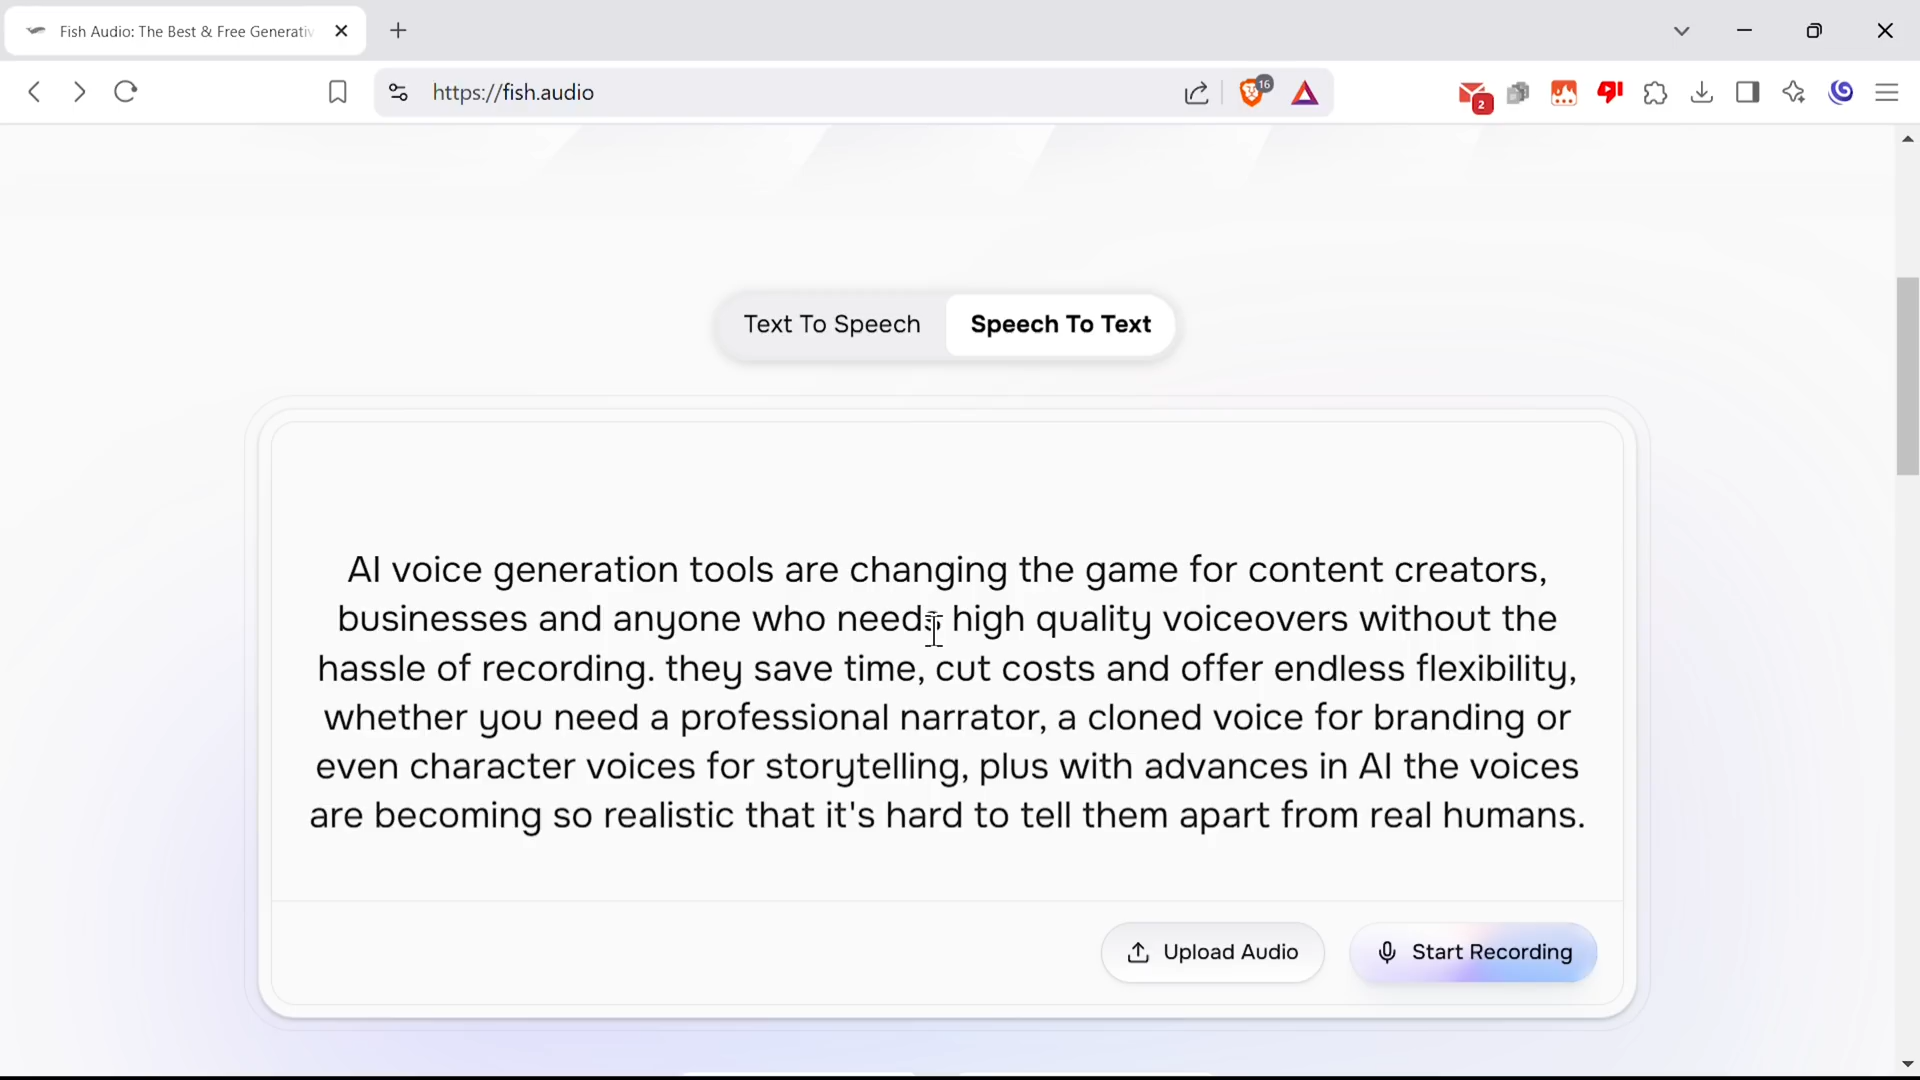 Fish Audio: The Best & Free Generativ
https://fish.audio
16
2
Text To Speech
Speech To Text
AI voice generation tools are changing the game for content creators,
businesses and anyone who needs high quality voiceovers without the
hassle of recording. they save time, cut costs and offer endless flexibility,
whether you need a professional narrator, a cloned voice for branding or
even character voices for storytelling, plus with advances in AI the voices
are becoming so realistic that it's hard to tell them apart from real humans.
Upload Audio
Start Recording